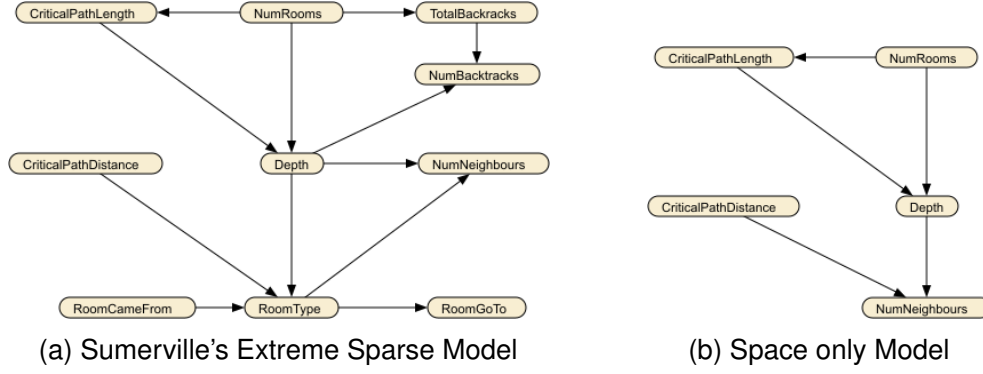 CriticalPathLength
NumRooms
TotalBackracks
NumBacktracks
CriticalPathDistance
Depth
NumNeighbours
RoomCameFrom
RoomType
RoomGoTo
(a) Sumerville's Extreme Sparse Model
CriticalPathLength
NumRooms
CriticalPathDistance
Depth
NumNeighbours
(b) Space only Model